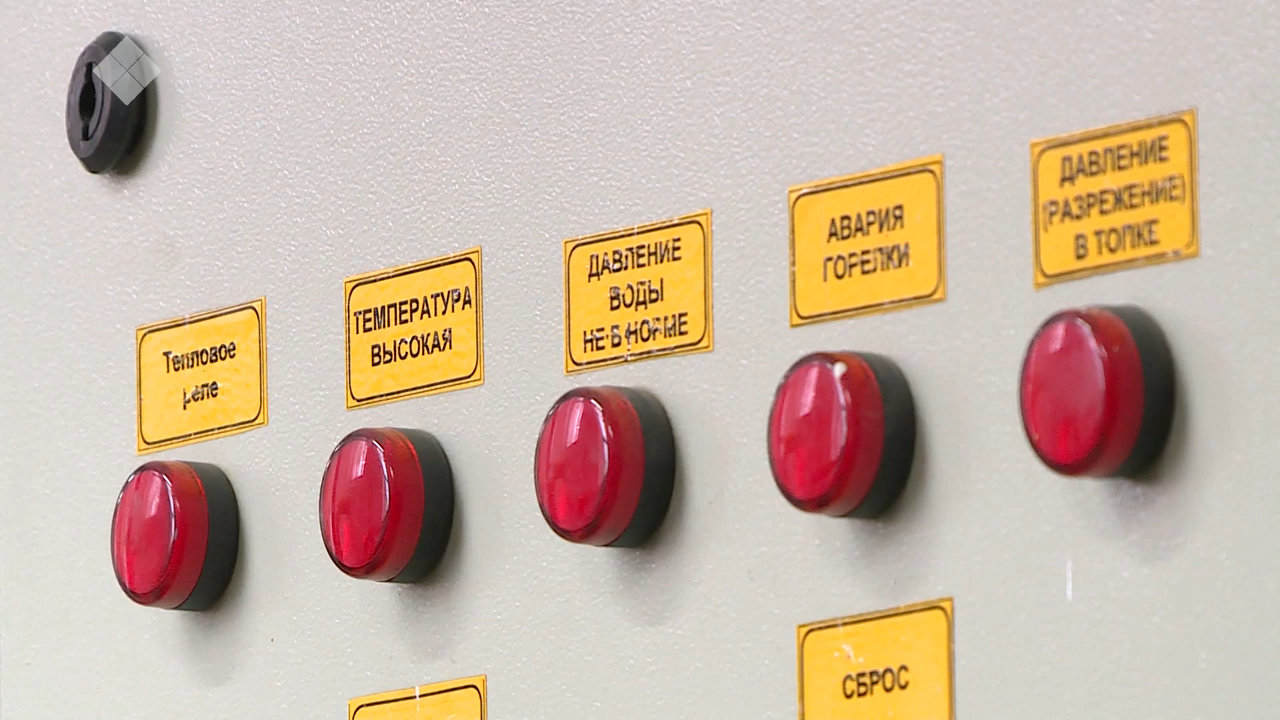 Тепловое
реле
ТЕМПЕРАТУРА
ВЫСОКАЯ
ДАВЛЕНИЕ
ВОДЫ
НЕ В НОРМЕ
АВАРИЯ
ГОРЕЛКИ
ДАВЛЕНИЕ
(РАЗРЕЖЕНИЕ)
В ТОПКЕ
СБРОС